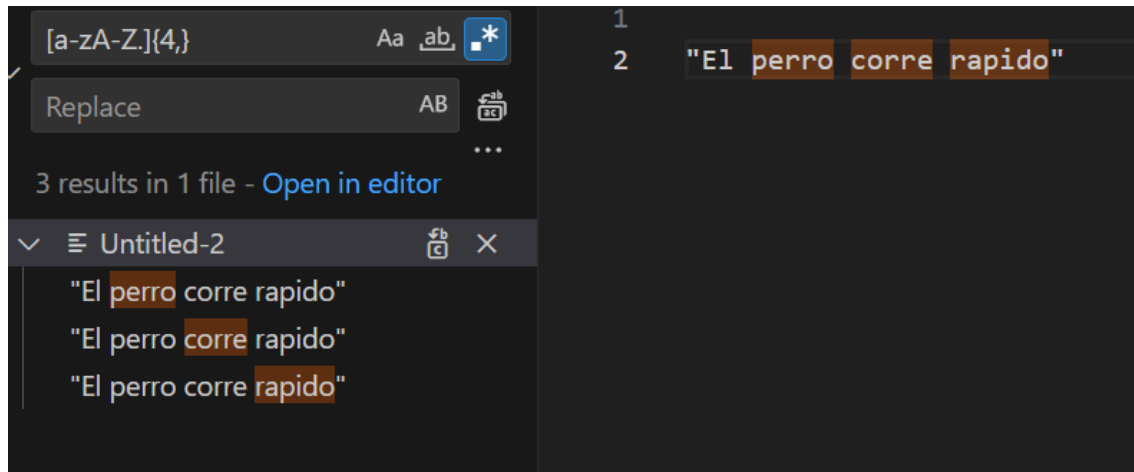 [a-zA-Z.]{4,}
Aa ab .*
Replace
AB
...
3 results in 1 file - Open in editor
Untitled-2
"El perro corre rapido"
"El perro corre rapido"
"El perro corre rapido"
1
2 "El perro corre rapido"